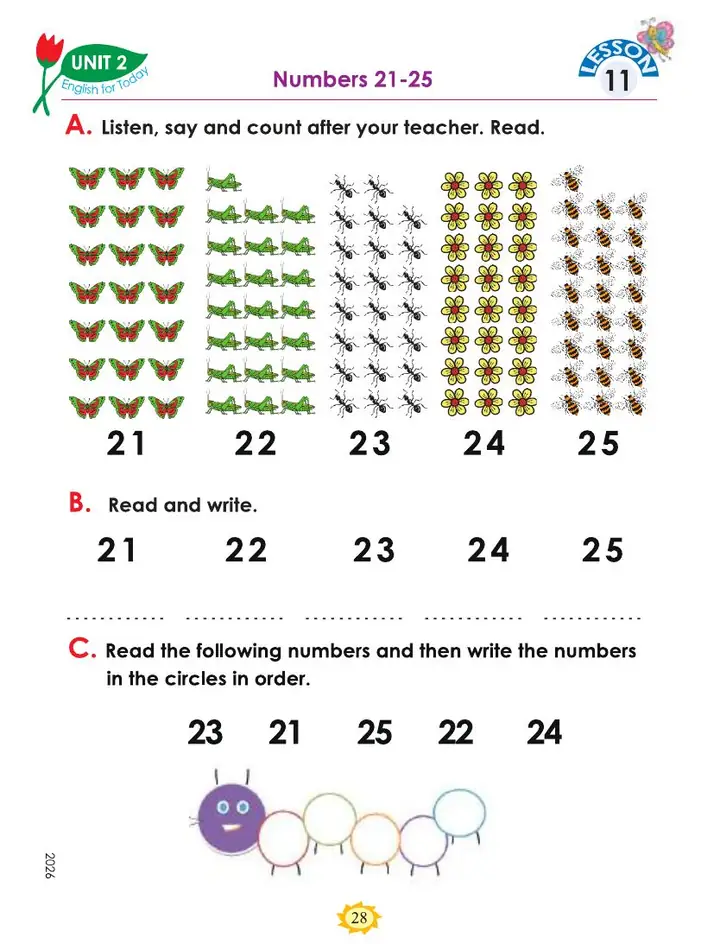 UNIT 2
English for Today
Numbers 21-25
LESSON
11
A. Listen, say and count after your teacher. Read.
21 22 23 24 25
B. Read and write.
21 22 23 24 25
C. Read the following numbers and then write the numbers
in the circles in order.
23 21 25 22 24
2026
28